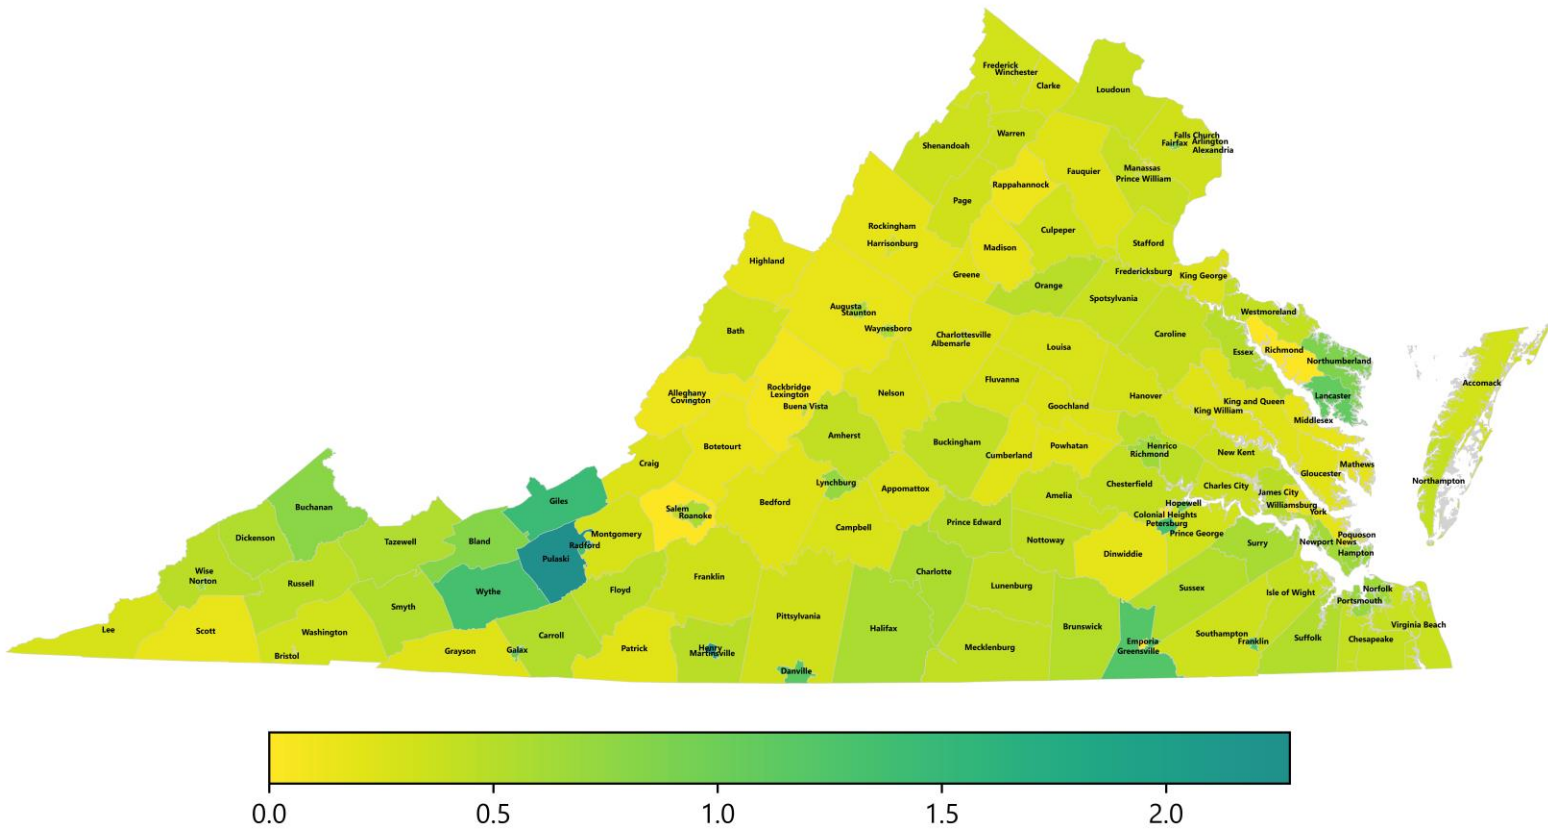 Frederick
Winchester
Clarke
Loudoun
Falls Church
Fairfax
Arlington
Alexandria
Warren
Shenandoah
Manassas
Fauquier
Prince William
Rappahannock
Page
Rockingham
Culpeper
Harrisonburg
Madison
Stafford
Highland
Greene
Fredericksburg
King George
Orange
Spotsylvania
Augusta
Staunton
Westmoreland
Bath
Waynesboro
Charlottesville
Albemarle
Caroline
Louisa
Essex
Richmond
Northumberland
Fluvanna
Accomack
Rockbridge
Lexington
Alleghany
Covington
Nelson
Hanover
Lancaster
Buena Vista
Goochland
King and Queen
King William
Middlesex
Amherst
Buckingham
Botetourt
Powhatan
Henrico
Richmond
Cumberland
New Kent
Craig
Mathews
Gloucester
Northampton
Lynchburg
Appomattox
Chesterfield
Charles City
James City
Williamsburg
Giles
Bedford
Amelia
Hopewell
Salem
Roanoke
Buchanan
York
Colonial Heights
Petersburg
Prince George
Prince Edward
Campbell
Montgomery
Poquoson
Dickenson
Tazewell
Bland
Radford
Nottoway
Newport News
Hampton
Surry
Dinwiddie
Pulaski
Wise
Norton
Charlotte
Franklin
Russell
Wythe
Floyd
Lunenburg
Sussex
Isle of Wight
Norfolk
Portsmouth
Smyth
Pittsylvania
Lee
Scott
Washington
Carroll
Halifax
Brunswick
Southampton
Virginia Beach
Suffolk
Chesapeake
Emporia
Greensville
Franklin
Mecklenburg
Bristol
Grayson
Galax
Patrick
Henry
Martinsville
Danville
0.0 0.5 1.0 1.5 2.0